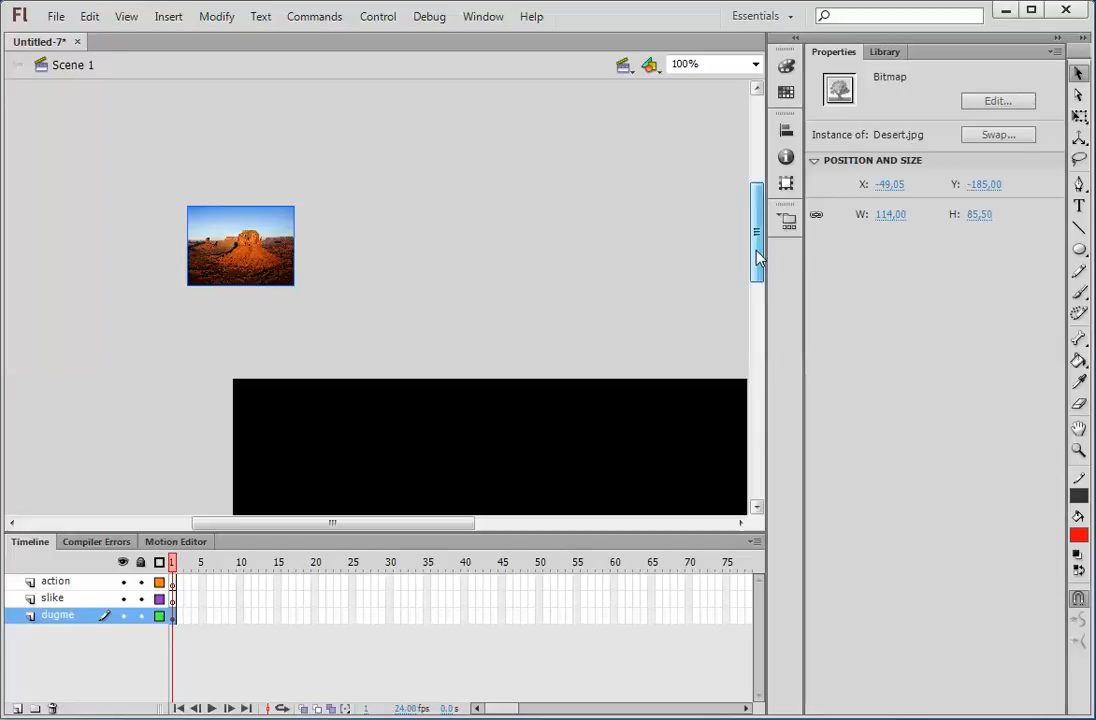 Fl File Edit View Insert Modify Text Commands Control Debug Window Help Essentials
Untitled-7* Properties Library
Scene 1 100%
Bitmap
Edit...
Instance of: Desert.jpg Swap...
POSITION AND SIZE
X: -49,05 Y: -185,00
W: 114,00 H: 85,50
Timeline Compiler Errors Motion Editor
1 5 10 15 20 25 30 35 40 45 50 55 60 65 70 75
action
slike
dugme
1 24.00 fps 0.0 s